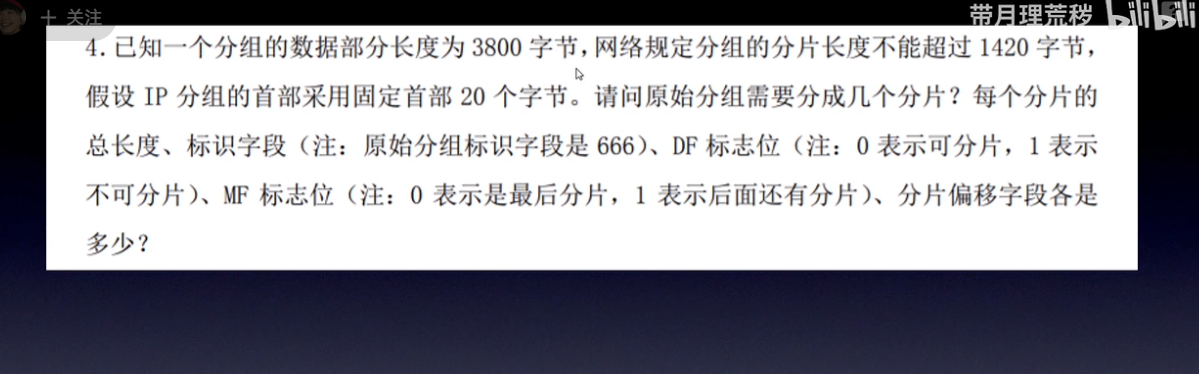 十 关注
带月理荒秽 bilibili
4.已知一个分组的数据部分长度为 3800 字节，网络规定分组的分片长度不能超过 1420 字节，
假设 IP 分组的首部采用固定首部 20 个字节。请问原始分组需要分成几个分片？每个分片的
总长度、标识字段（注：原始分组标识字段是 666）、DF 标志位（注：0 表示可分片，1 表示
不可分片）、MF 标志位（注：0 表示是最后分片，1 表示后面还有分片）、分片偏移字段各是
多少？